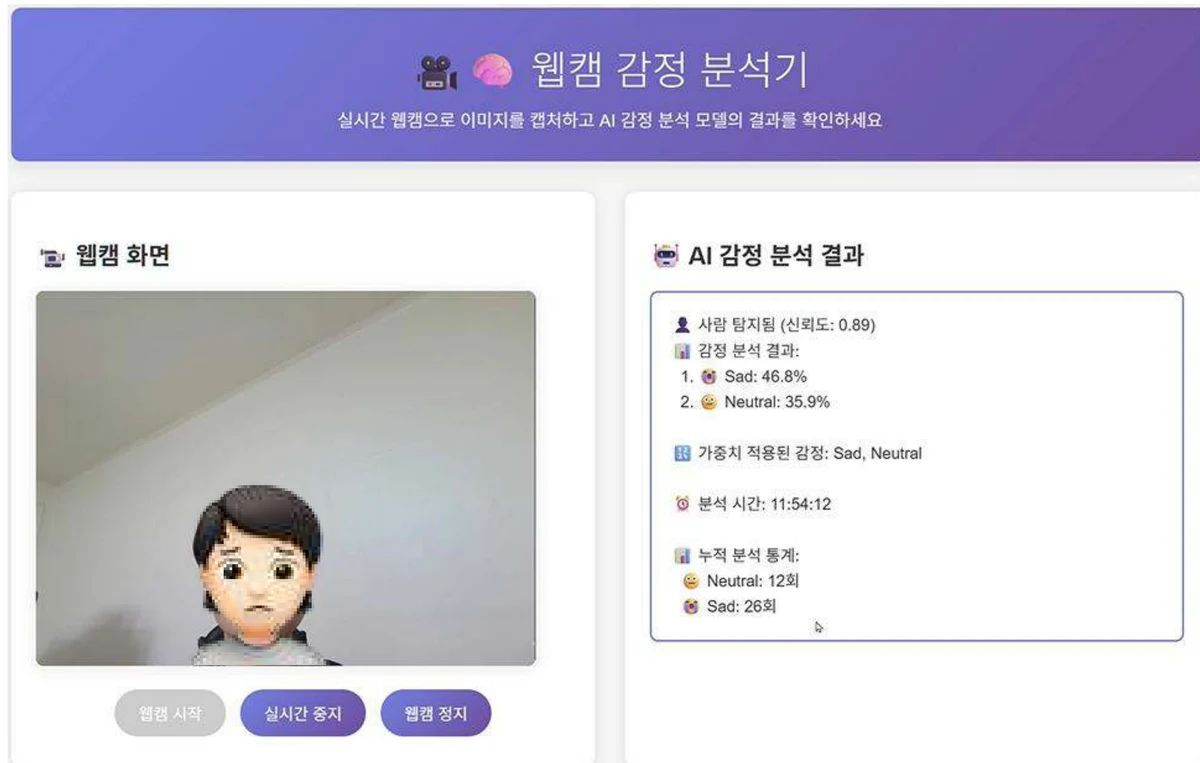 웹캠 감정 분석기
실시간 웹캠으로 이미지를 캡처하고 AI 감정 분석 모델의 결과를 확인하세요
웹캠 화면
웹캠 시작
실시간 중지
웹캠 정지
AI 감정 분석 결과
사람 탐지됨 (신뢰도: 0.89)
감정 분석 결과:
1. Sad: 46.8%
2. Neutral: 35.9%
가중치 적용된 감정: Sad, Neutral
분석 시간: 11:54:12
누적 분석 통계:
Neutral: 12회
Sad: 26회